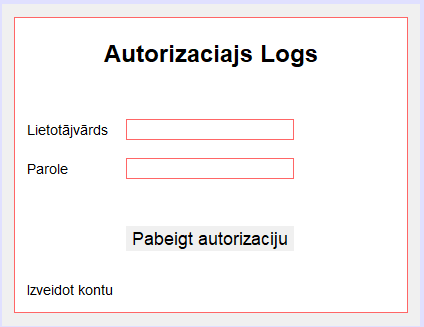 Autorizaciajs Logs
Lietotājvārds
Parole
Pabeigt autorizaciju
Izveidot kontu